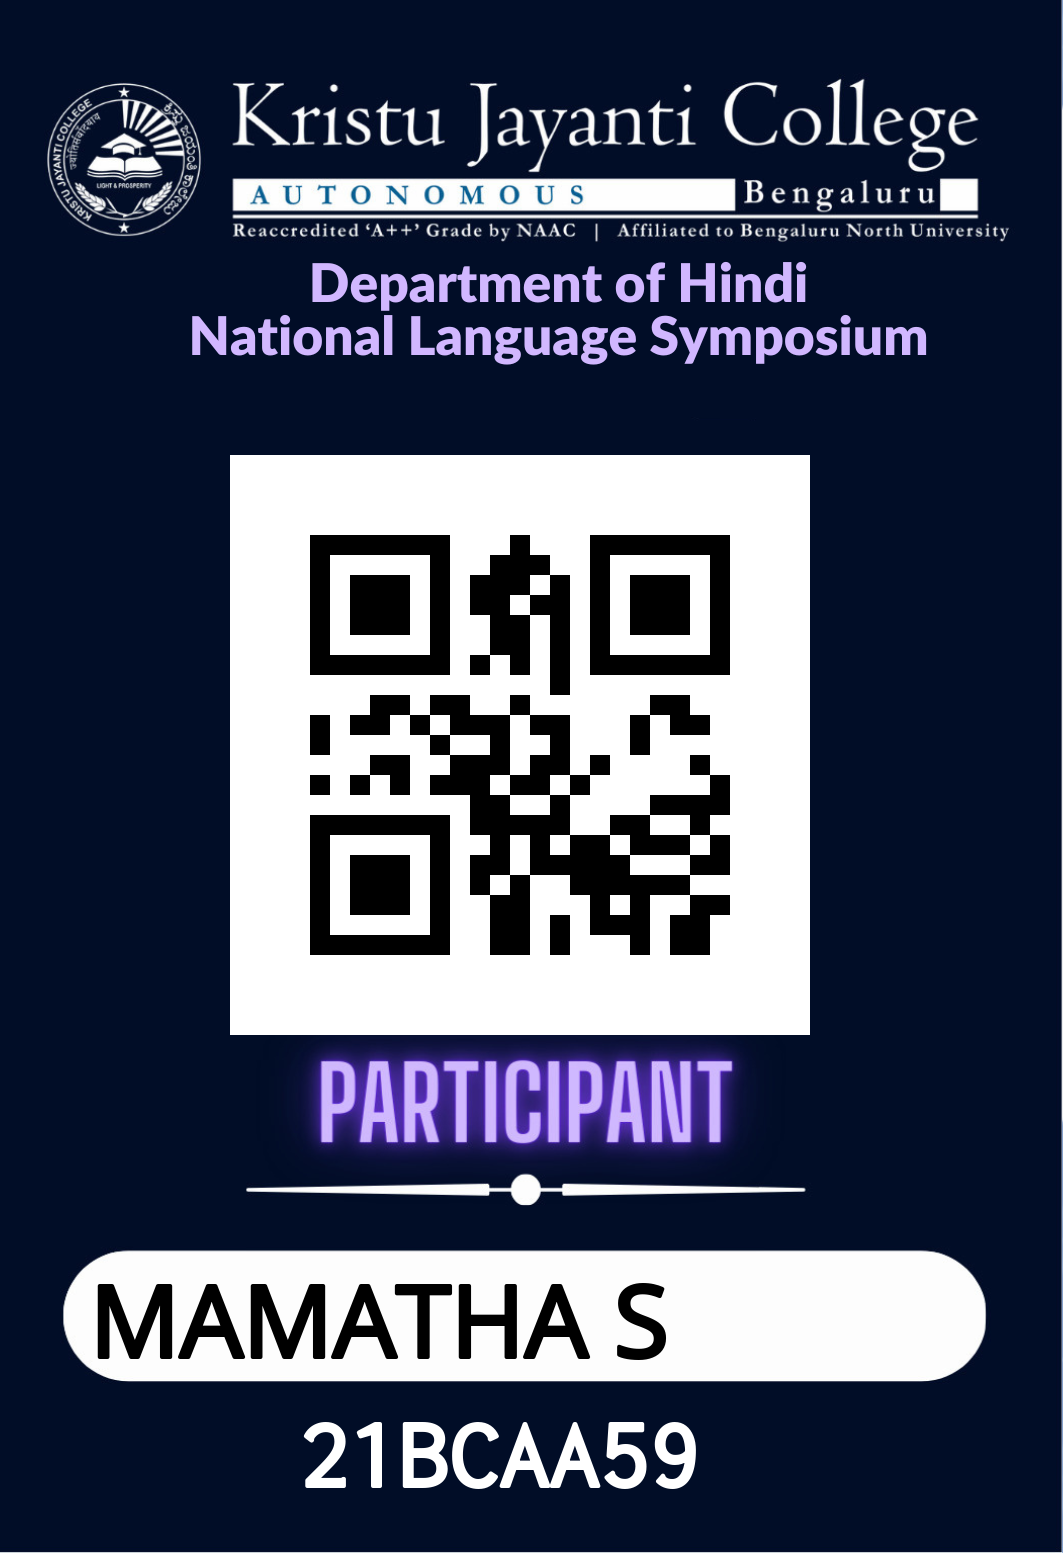 KRISTU JAYANTI COLLEGE
LIGHT & PROSPERITY
Kristu Jayanti College
AUTONOMOUS Bengaluru
Reaccredited ‘A++’ Grade by NAAC | Affiliated to Bengaluru North University
Department of Hindi
National Language Symposium
PARTICIPANT
MAMATHA S
21BCAA59